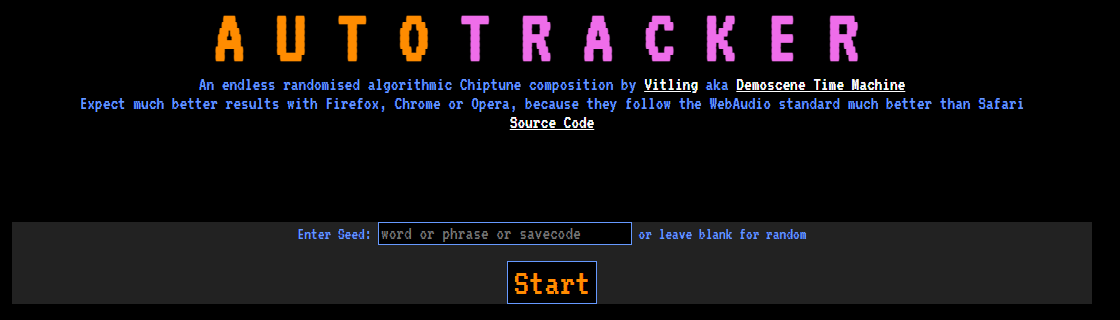 AUTOTRACKER
An endless randomised algorithmic Chiptune composition by Vitling aka Demoscene Time Machine
Expect much better results with Firefox, Chrome or Opera, because they follow the WebAudio standard much better than Safari
Source Code
Enter Seed: word or phrase or savecode or leave blank for random
Start